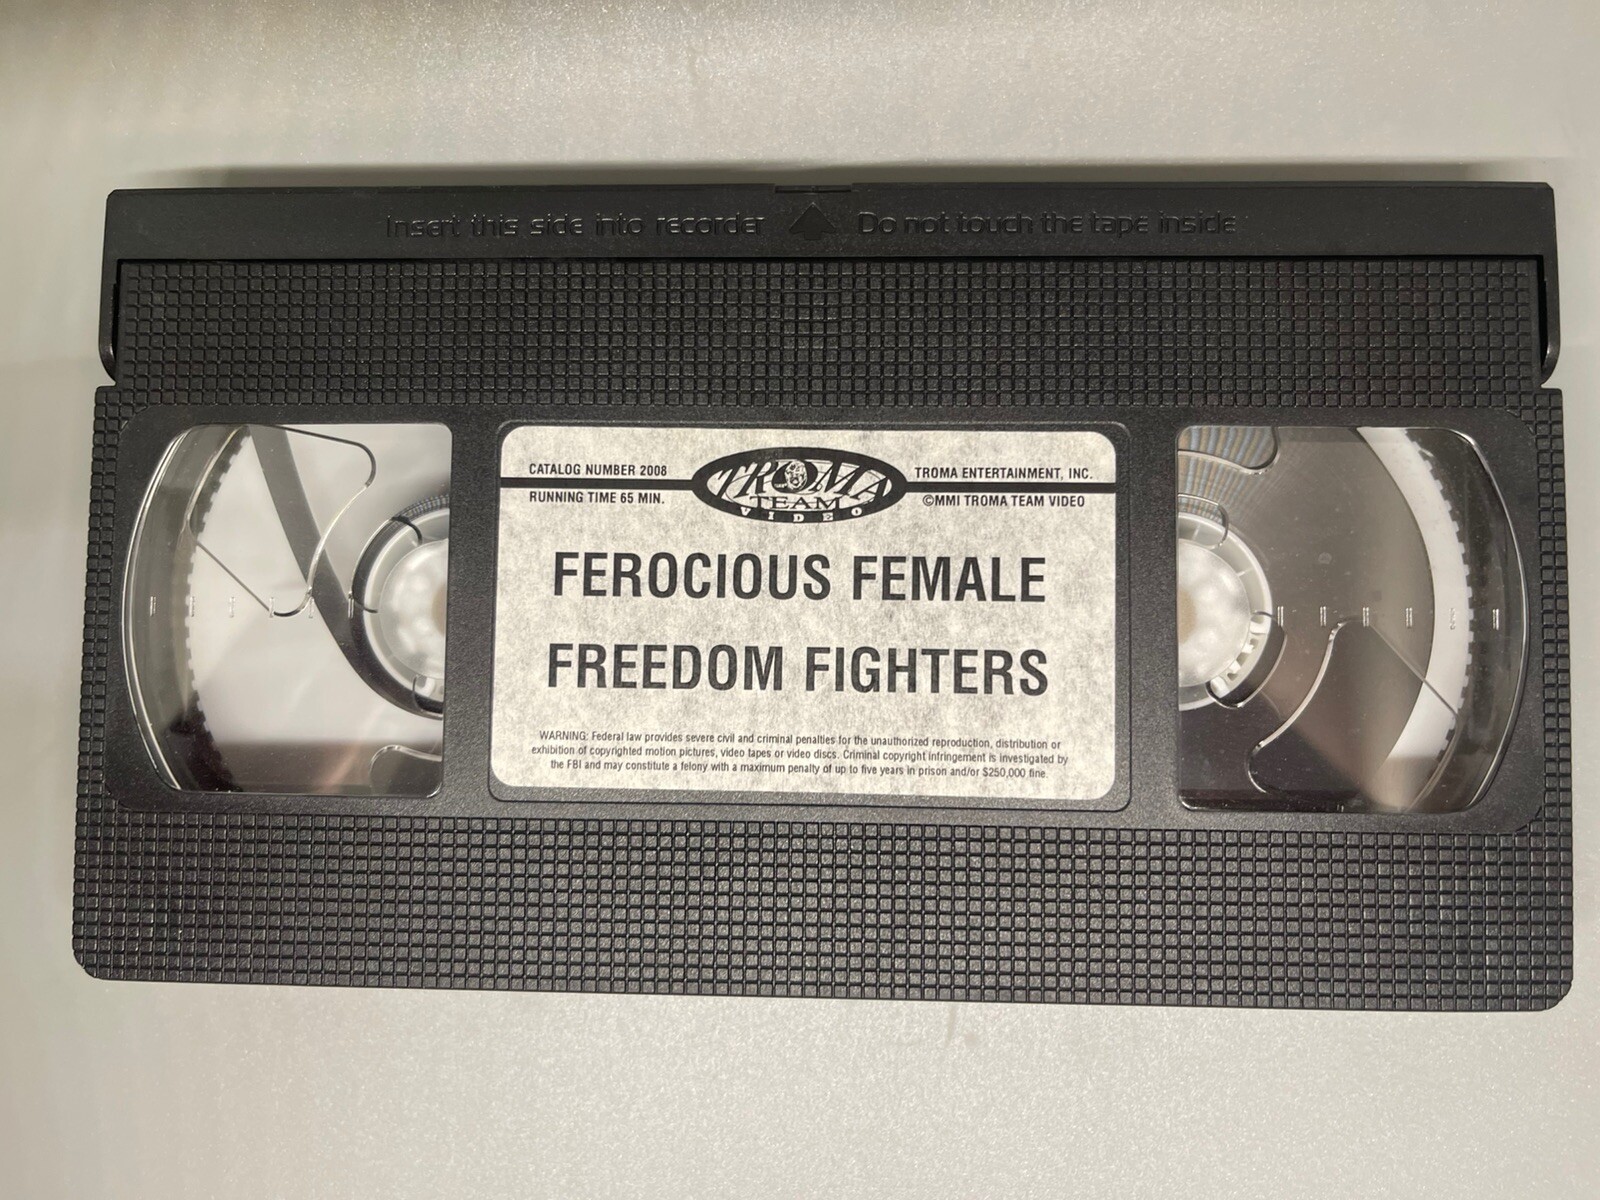 Insert this side into recorder Do not touch the tape inside
CATALOG NUMBER 2008
RUNNING TIME 65 MIN.
TROMA
TEAM
VIDEO
TROMA ENTERTAINMENT, INC.
©MMI TROMA TEAM VIDEO
FEROCIOUS FEMALE
FREEDOM FIGHTERS
WARNING: Federal law provides severe civil and criminal penalties for the unauthorized reproduction, distribution or
exhibition of copyrighted motion pictures, video tapes or video discs. Criminal copyright infringement is investigated by
the FBI and may constitute a felony with a maximum penalty of up to five years in prison and/or $250,000 fine.